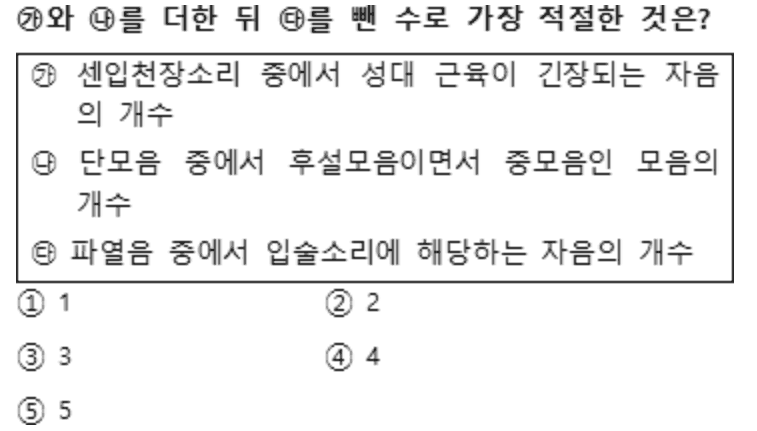 ㉮와 ㉯를 더한 뒤 ㉰를 뺀 수로 가장 적절한 것은?
㉮ 센입천장소리 중에서 성대 근육이 긴장되는 자음
의 개수
㉯ 단모음 중에서 후설모음이면서 중모음인 모음의
개수
㉰ 파열음 중에서 입술소리에 해당하는 자음의 개수
① 1 ② 2
③ 3 ④ 4
⑤ 5